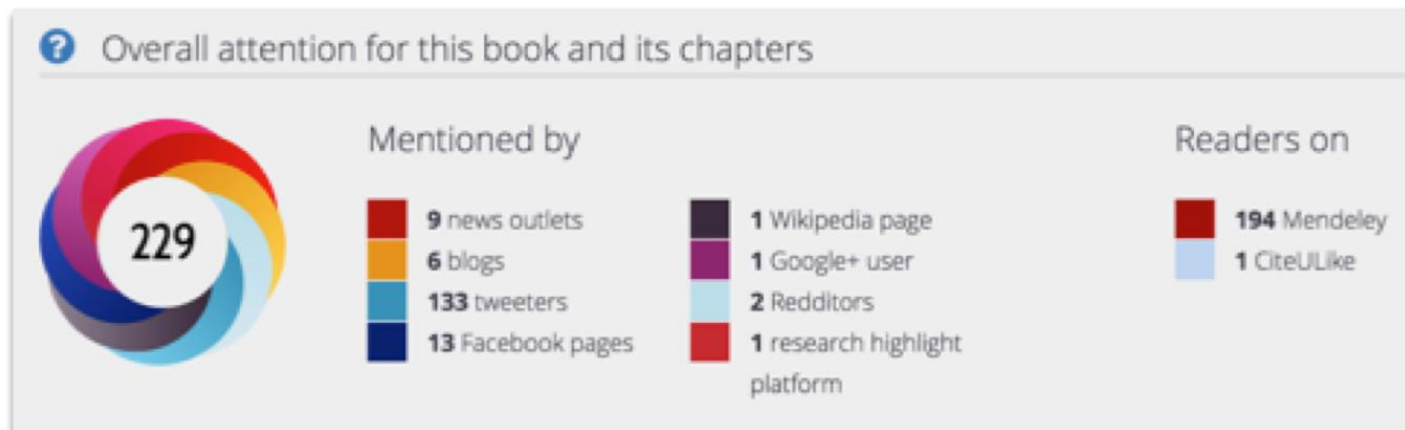 Overall attention for this book and its chapters
229
Mentioned by
9 news outlets
6 blogs
133 tweeters
13 Facebook pages
1 Wikipedia page
1 Google+ user
2 Redditors
1 research highlight
platform
Readers on
194 Mendeley
1 CiteULike